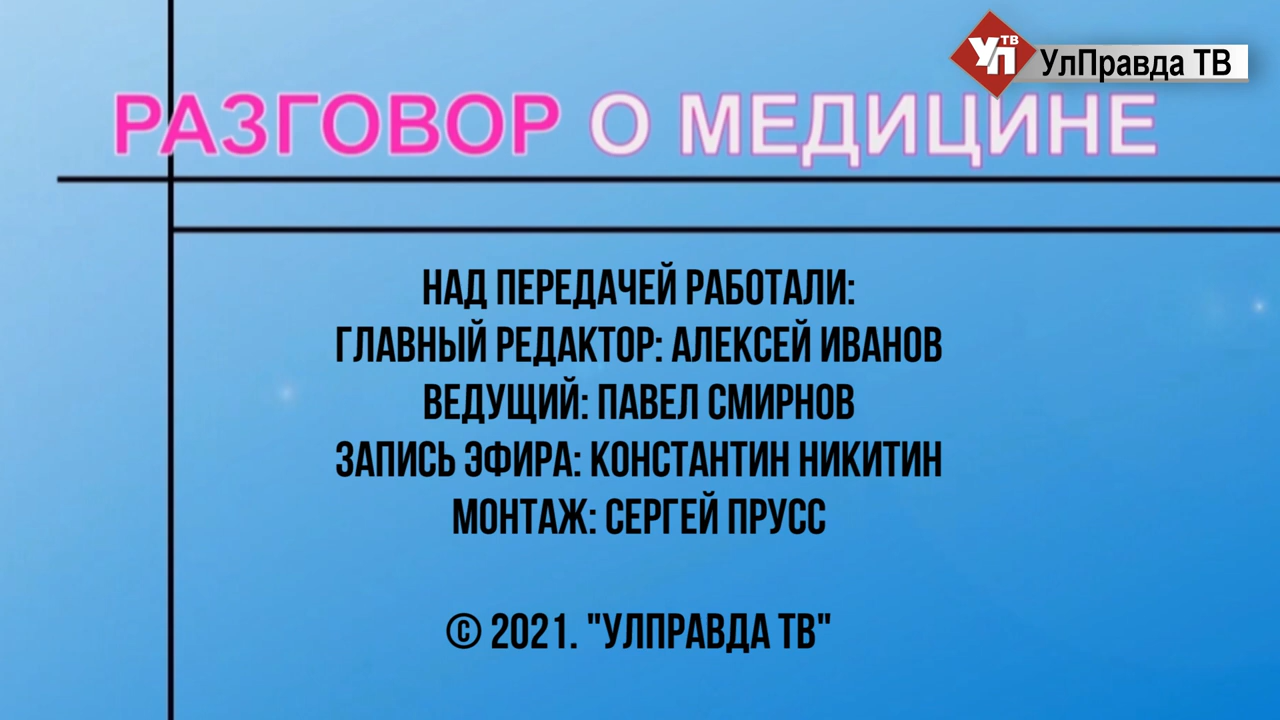 УП ТВ
УлПравда ТВ
РАЗГОВОР О МЕДИЦИНЕ
НАД ПЕРЕДАЧЕЙ РАБОТАЛИ:
ГЛАВНЫЙ РЕДАКТОР: АЛЕКСЕЙ ИВАНОВ
ВЕДУЩИЙ: ПАВЕЛ СМИРНОВ
ЗАПИСЬ ЭФИРА: КОНСТАНТИН НИКИТИН
МОНТАЖ: СЕРГЕЙ ПРУСС
© 2021. "УЛПРАВДА ТВ"